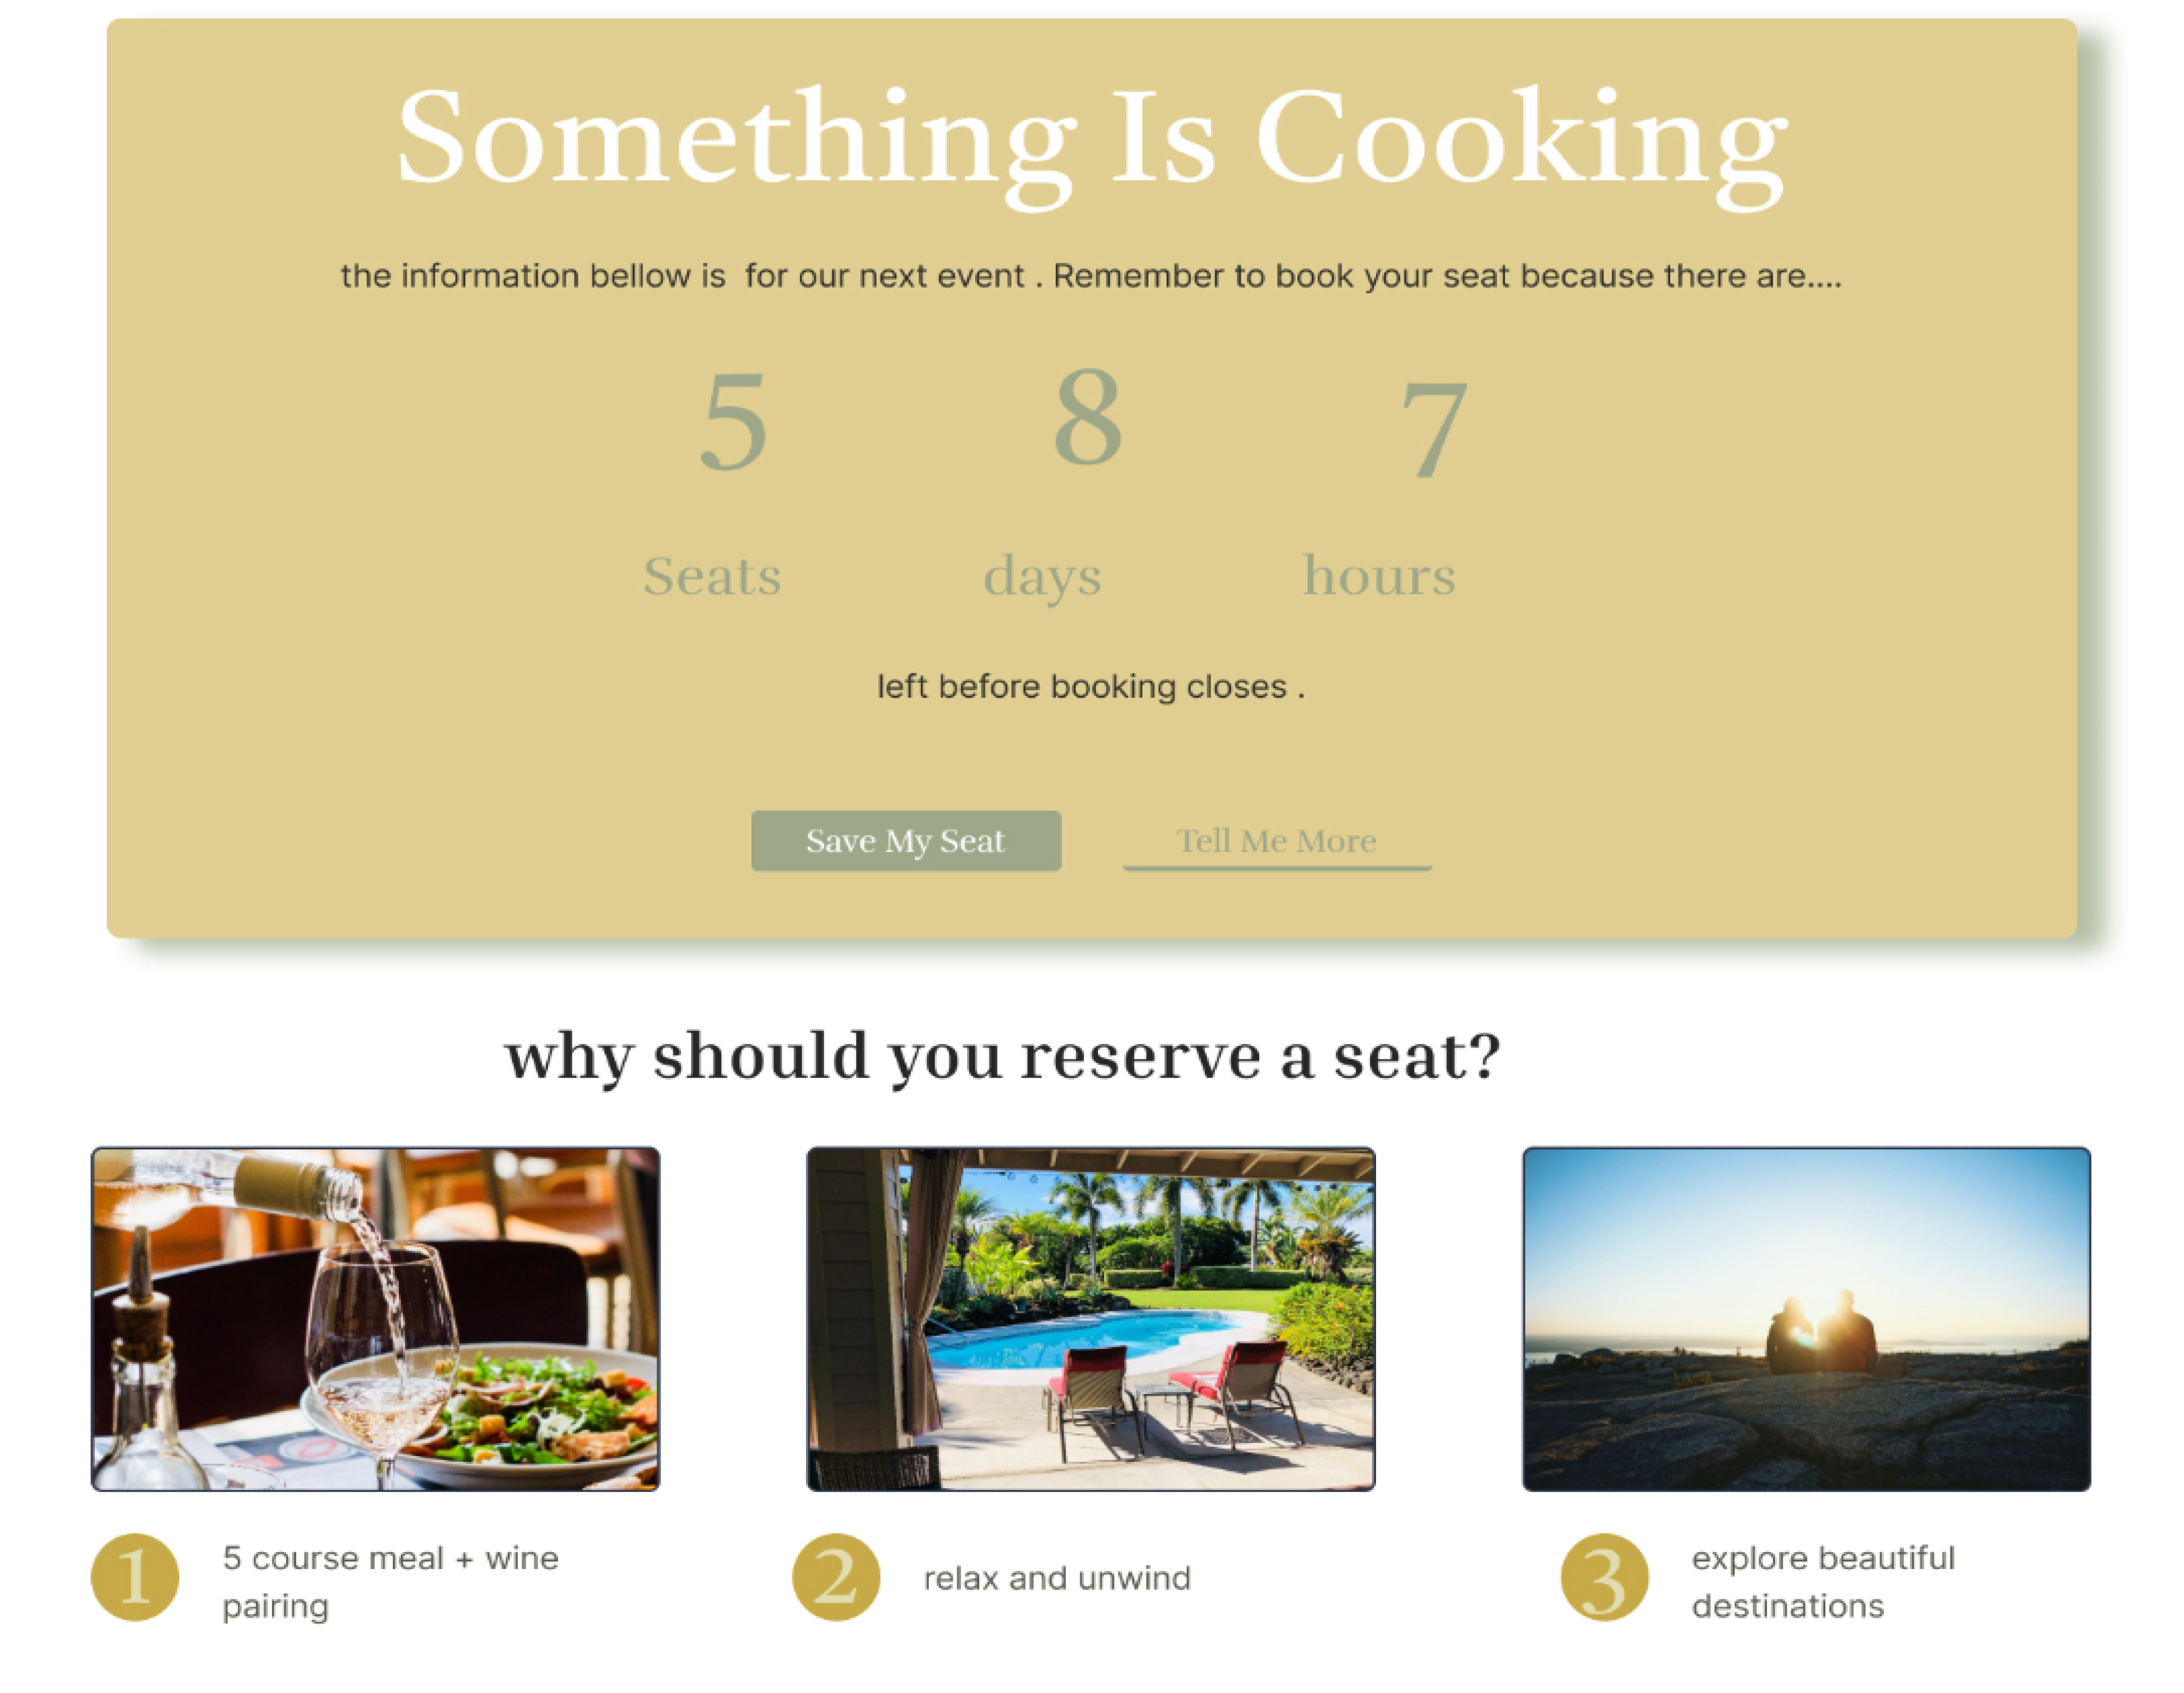 Something Is Cooking
the information bellow is  for our next event . Remember to book your seat because there are....
5 8 7
Seats days hours
left before booking closes .
Save My Seat Tell Me More
why should you reserve a seat?
1 5 course meal + wine
pairing
2 relax and unwind
3 explore beautiful
destinations